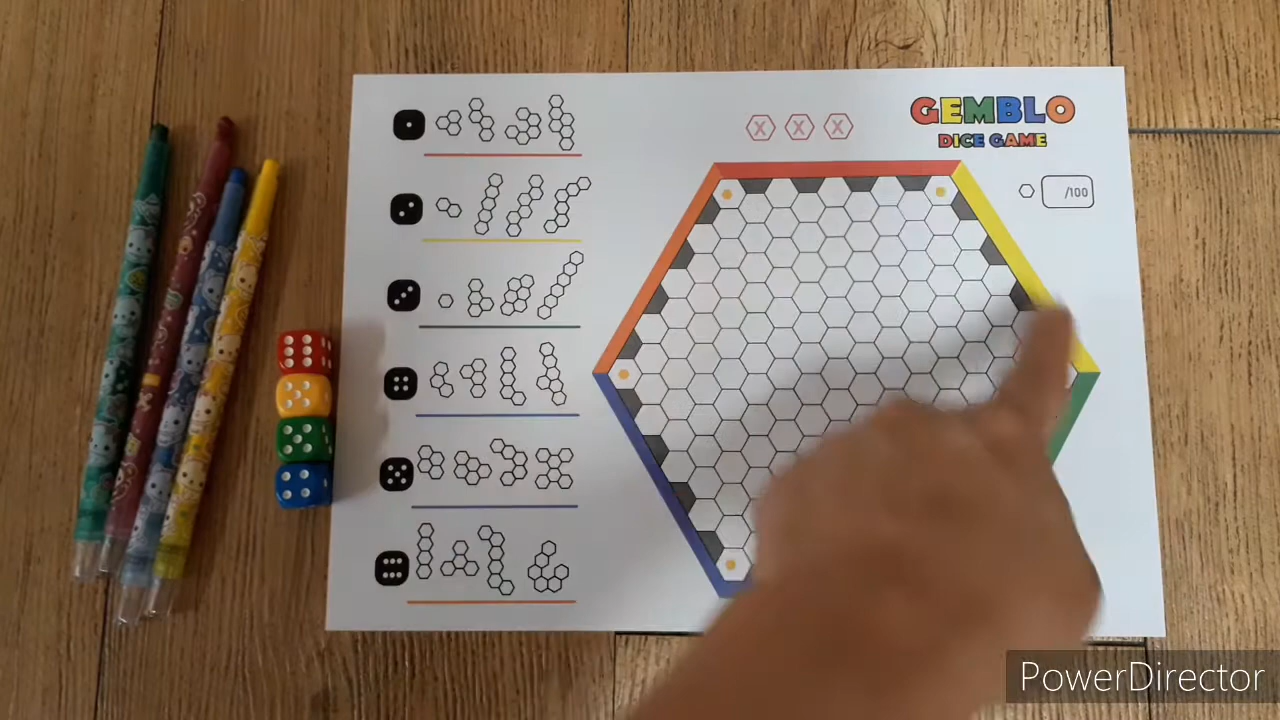 GEMBLO
DICE GAME
X X X
/100
PowerDirector